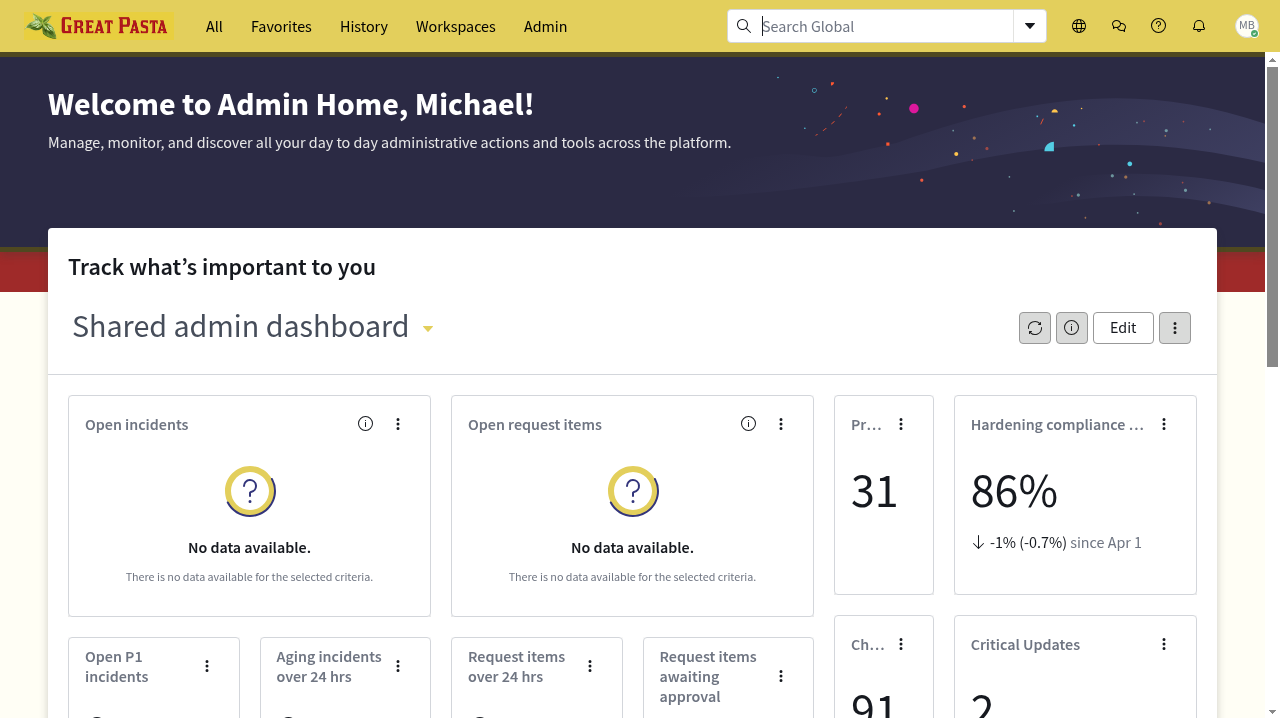 GREAT PASTA
All Favorites History Workspaces Admin
Search Global
MB
Welcome to Admin Home, Michael!
Manage, monitor, and discover all your day to day administrative actions and tools across the platform.
Track what's important to you
Shared admin dashboard
Edit
Open incidents
?
No data available.
There is no data available for the selected criteria.
Open request items
?
No data available.
There is no data available for the selected criteria.
Pr...
31
Hardening compliance ...
86%
↓ -1% (-0.7%) since Apr 1
Open P1
incidents
Aging incidents
over 24 hrs
Request items
over 24 hrs
Request items
awaiting
approval
Ch...
91
Critical Updates
2